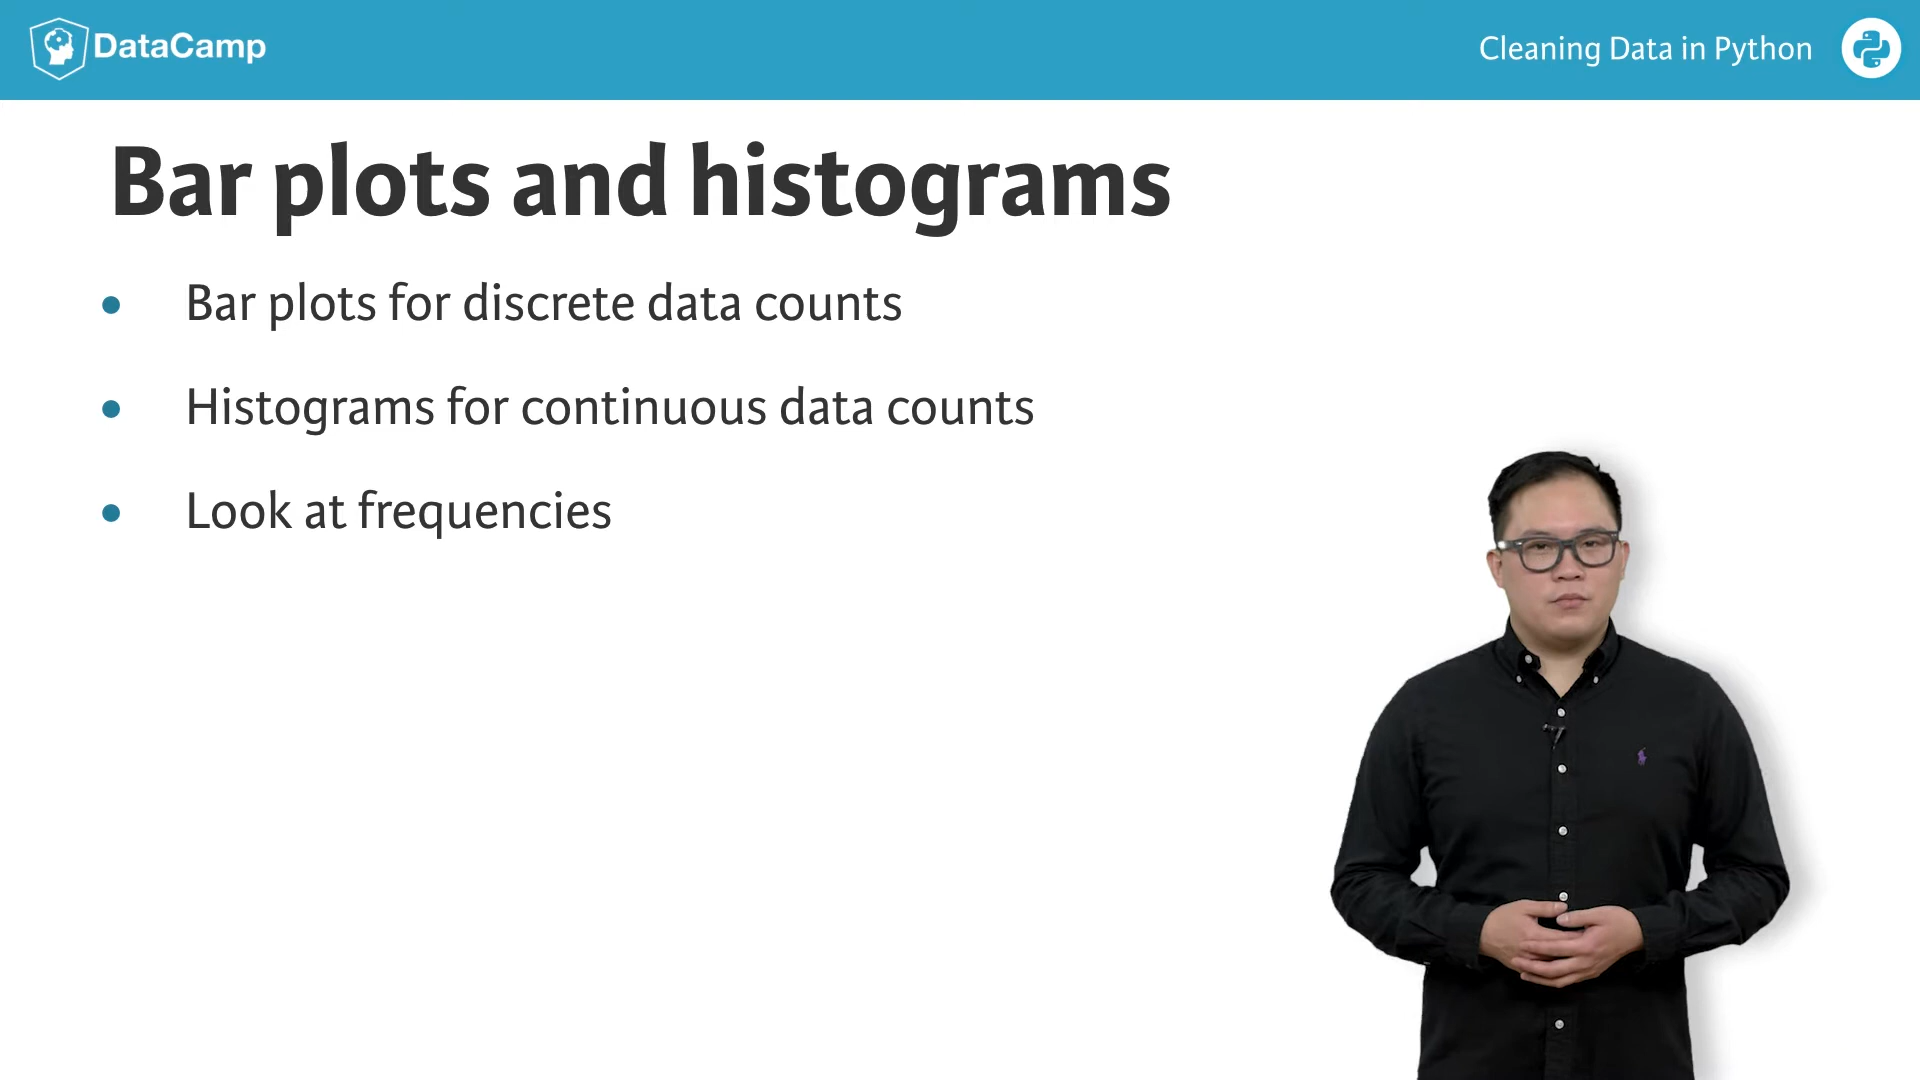 DataCamp
Cleaning Data in Python
Bar plots and histograms
• Bar plots for discrete data counts
• Histograms for continuous data counts
• Look at frequencies